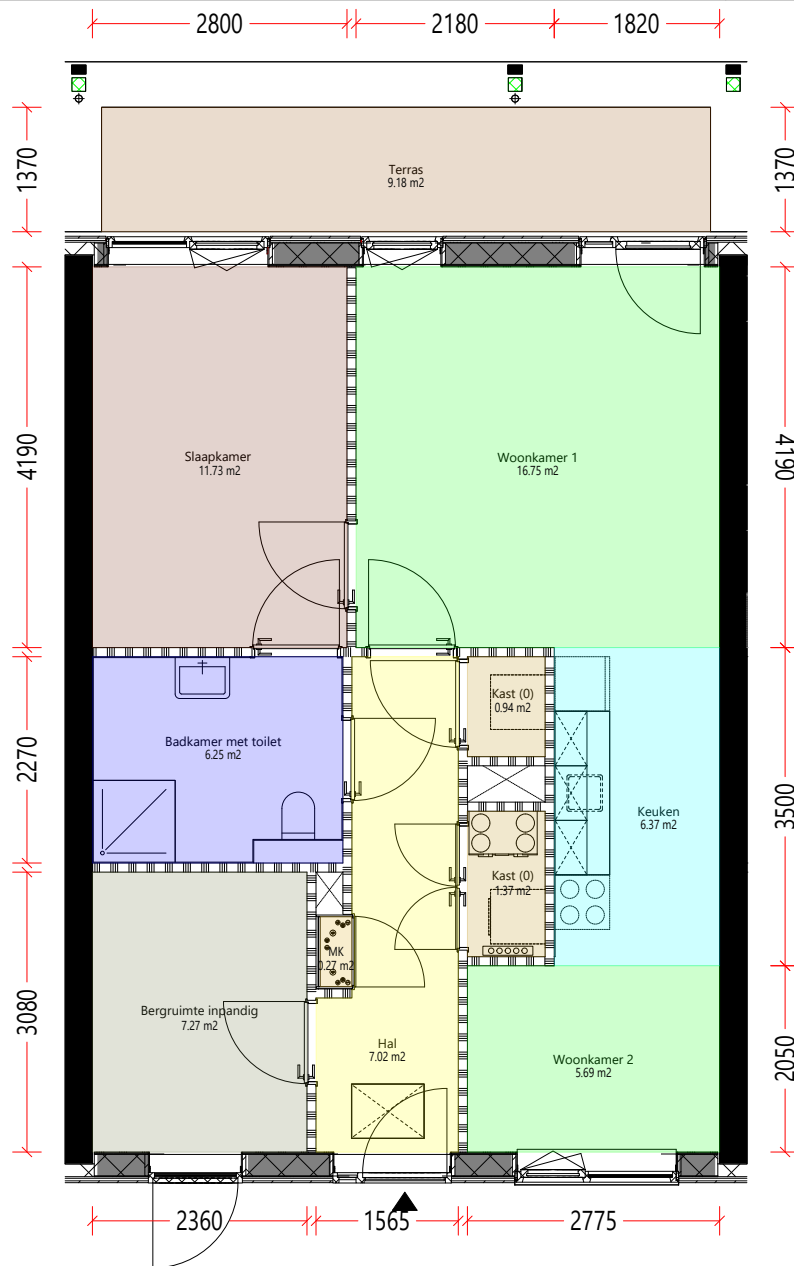 2800
2180
1820
1370
1370
Terras
9.18 m2
4190
4190
Slaapkamer
11.73 m2
Woonkamer 1
16.75 m2
2270
Badkamer met toilet
6.25 m2
Kast (0)
0.94 m2
3500
Keuken
6.37 m2
Kast (0)
1.37 m2
3080
MK
0.27 m2
Bergruimte inpandig
7.27 m2
Hal
7.02 m2
Woonkamer 2
5.69 m2
2050
2360
1565
2775